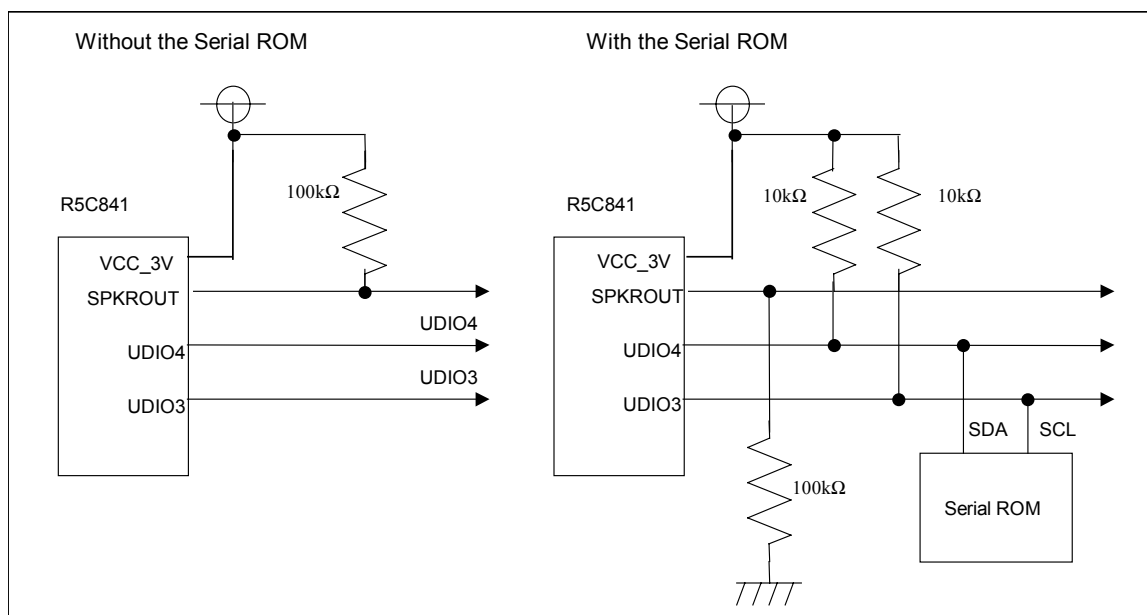 Without the Serial ROM
100kΩ
R5C841
VCC_3V
SPKROUT
UDIO4
UDIO4
UDIO3
UDIO3
With the Serial ROM
10kΩ
10kΩ
R5C841
VCC_3V
SPKROUT
UDIO4
UDIO3
SDA
SCL
100kΩ
Serial ROM